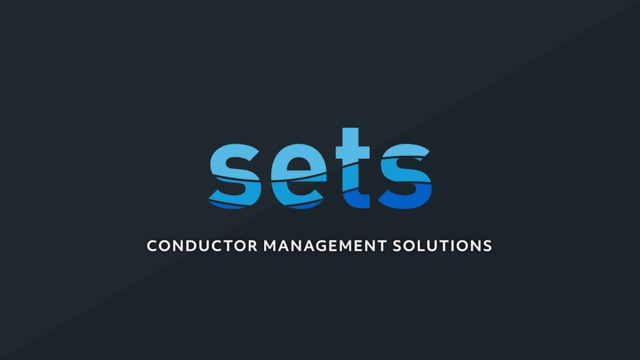 sets
CONDUCTOR MANAGEMENT SOLUTIONS